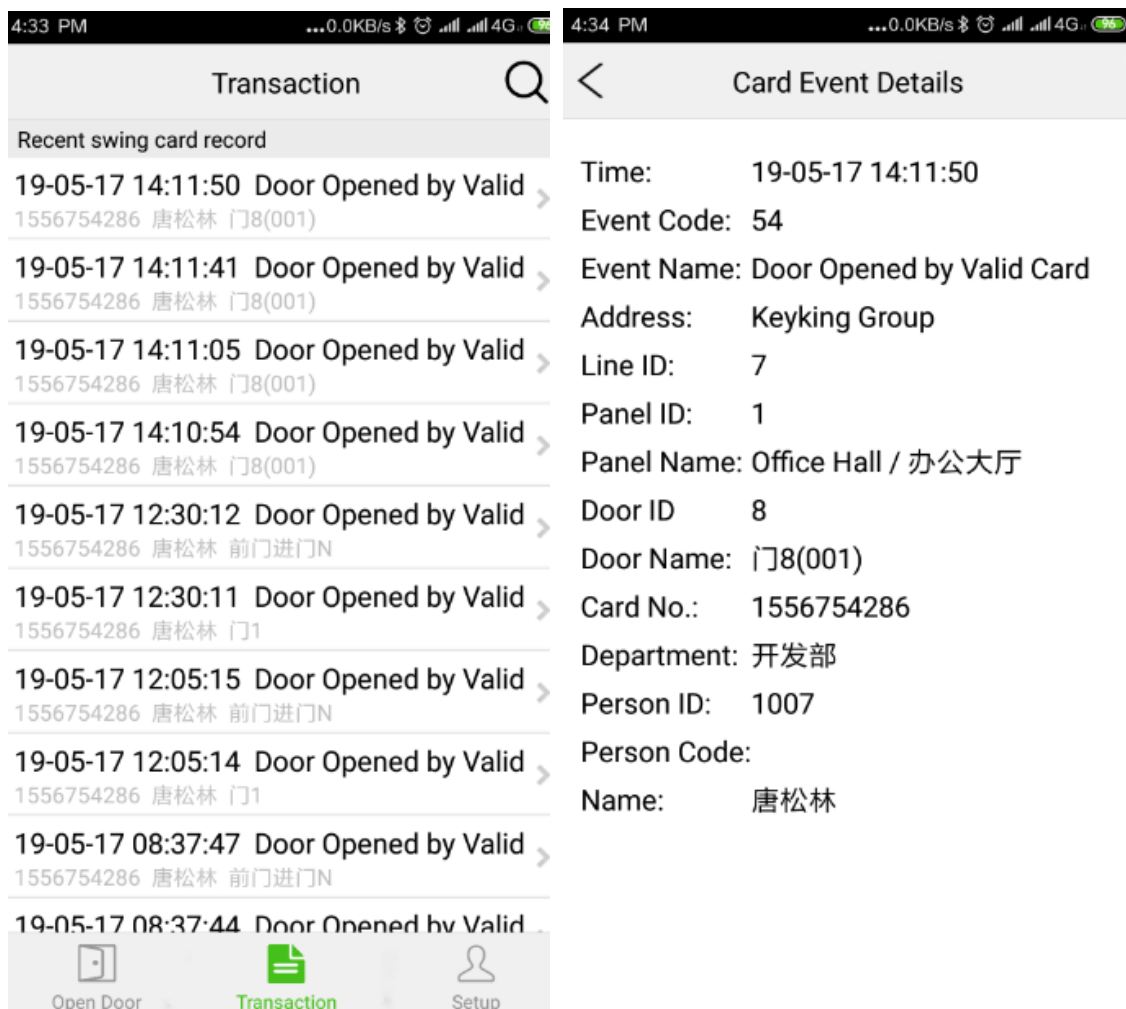 4:33 PM ...0.0KB/s 4G 96
Transaction
Recent swing card record
19-05-17 14:11:50 Door Opened by Valid
1556754286 唐松林 门8(001)
19-05-17 14:11:41 Door Opened by Valid
1556754286 唐松林 门8(001)
19-05-17 14:11:05 Door Opened by Valid
1556754286 唐松林 门8(001)
19-05-17 14:10:54 Door Opened by Valid
1556754286 唐松林 门8(001)
19-05-17 12:30:12 Door Opened by Valid
1556754286 唐松林 前门进门N
19-05-17 12:30:11 Door Opened by Valid
1556754286 唐松林 门1
19-05-17 12:05:15 Door Opened by Valid
1556754286 唐松林 前门进门N
19-05-17 12:05:14 Door Opened by Valid
1556754286 唐松林 门1
19-05-17 08:37:47 Door Opened by Valid
1556754286 唐松林 前门进门N
19-05-17 08:37:44 Door Opened by Valid
Open Door Transaction Setup
4:34 PM ...0.0KB/s 4G 96
Card Event Details
Time: 19-05-17 14:11:50
Event Code: 54
Event Name: Door Opened by Valid Card
Address: Keyking Group
Line ID: 7
Panel ID: 1
Panel Name: Office Hall / 办公大厅
Door ID 8
Door Name: 门8(001)
Card No.: 1556754286
Department: 开发部
Person ID: 1007
Person Code:
Name: 唐松林